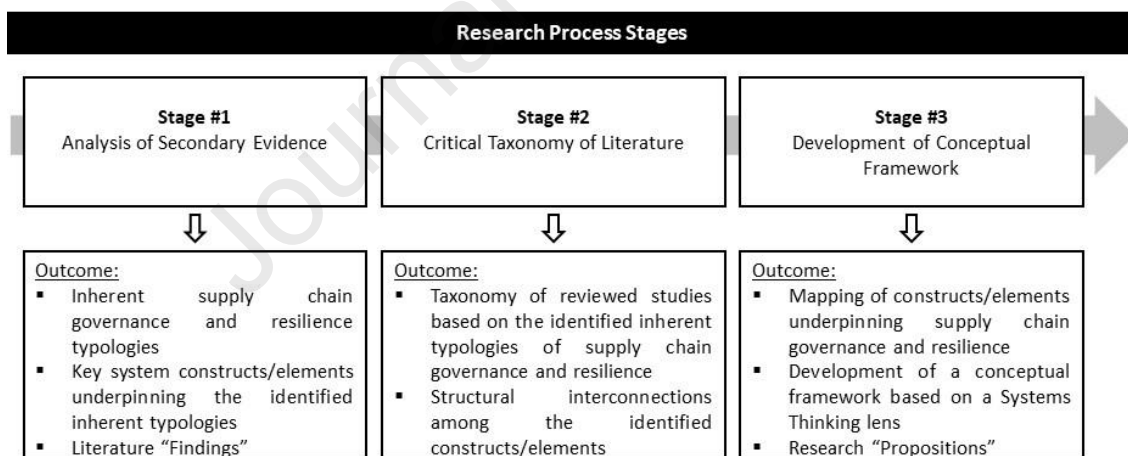 Research Process Stages
Stage #1
Analysis of Secondary Evidence
Stage #2
Critical Taxonomy of Literature
Stage #3
Development of Conceptual
Framework
Outcome:
▪ Inherent supply chain
governance and resilience
typologies
▪ Key system constructs/elements
underpinning the identified
inherent typologies
▪ Literature “Findings”
Outcome:
▪ Taxonomy of reviewed studies
based on the identified inherent
typologies of supply chain
governance and resilience
▪ Structural interconnections
among the identified
constructs/elements
Outcome:
▪ Mapping of constructs/elements
underpinning supply chain
governance and resilience
▪ Development of a conceptual
framework based on a Systems
Thinking lens
▪ Research “Propositions”
Journa